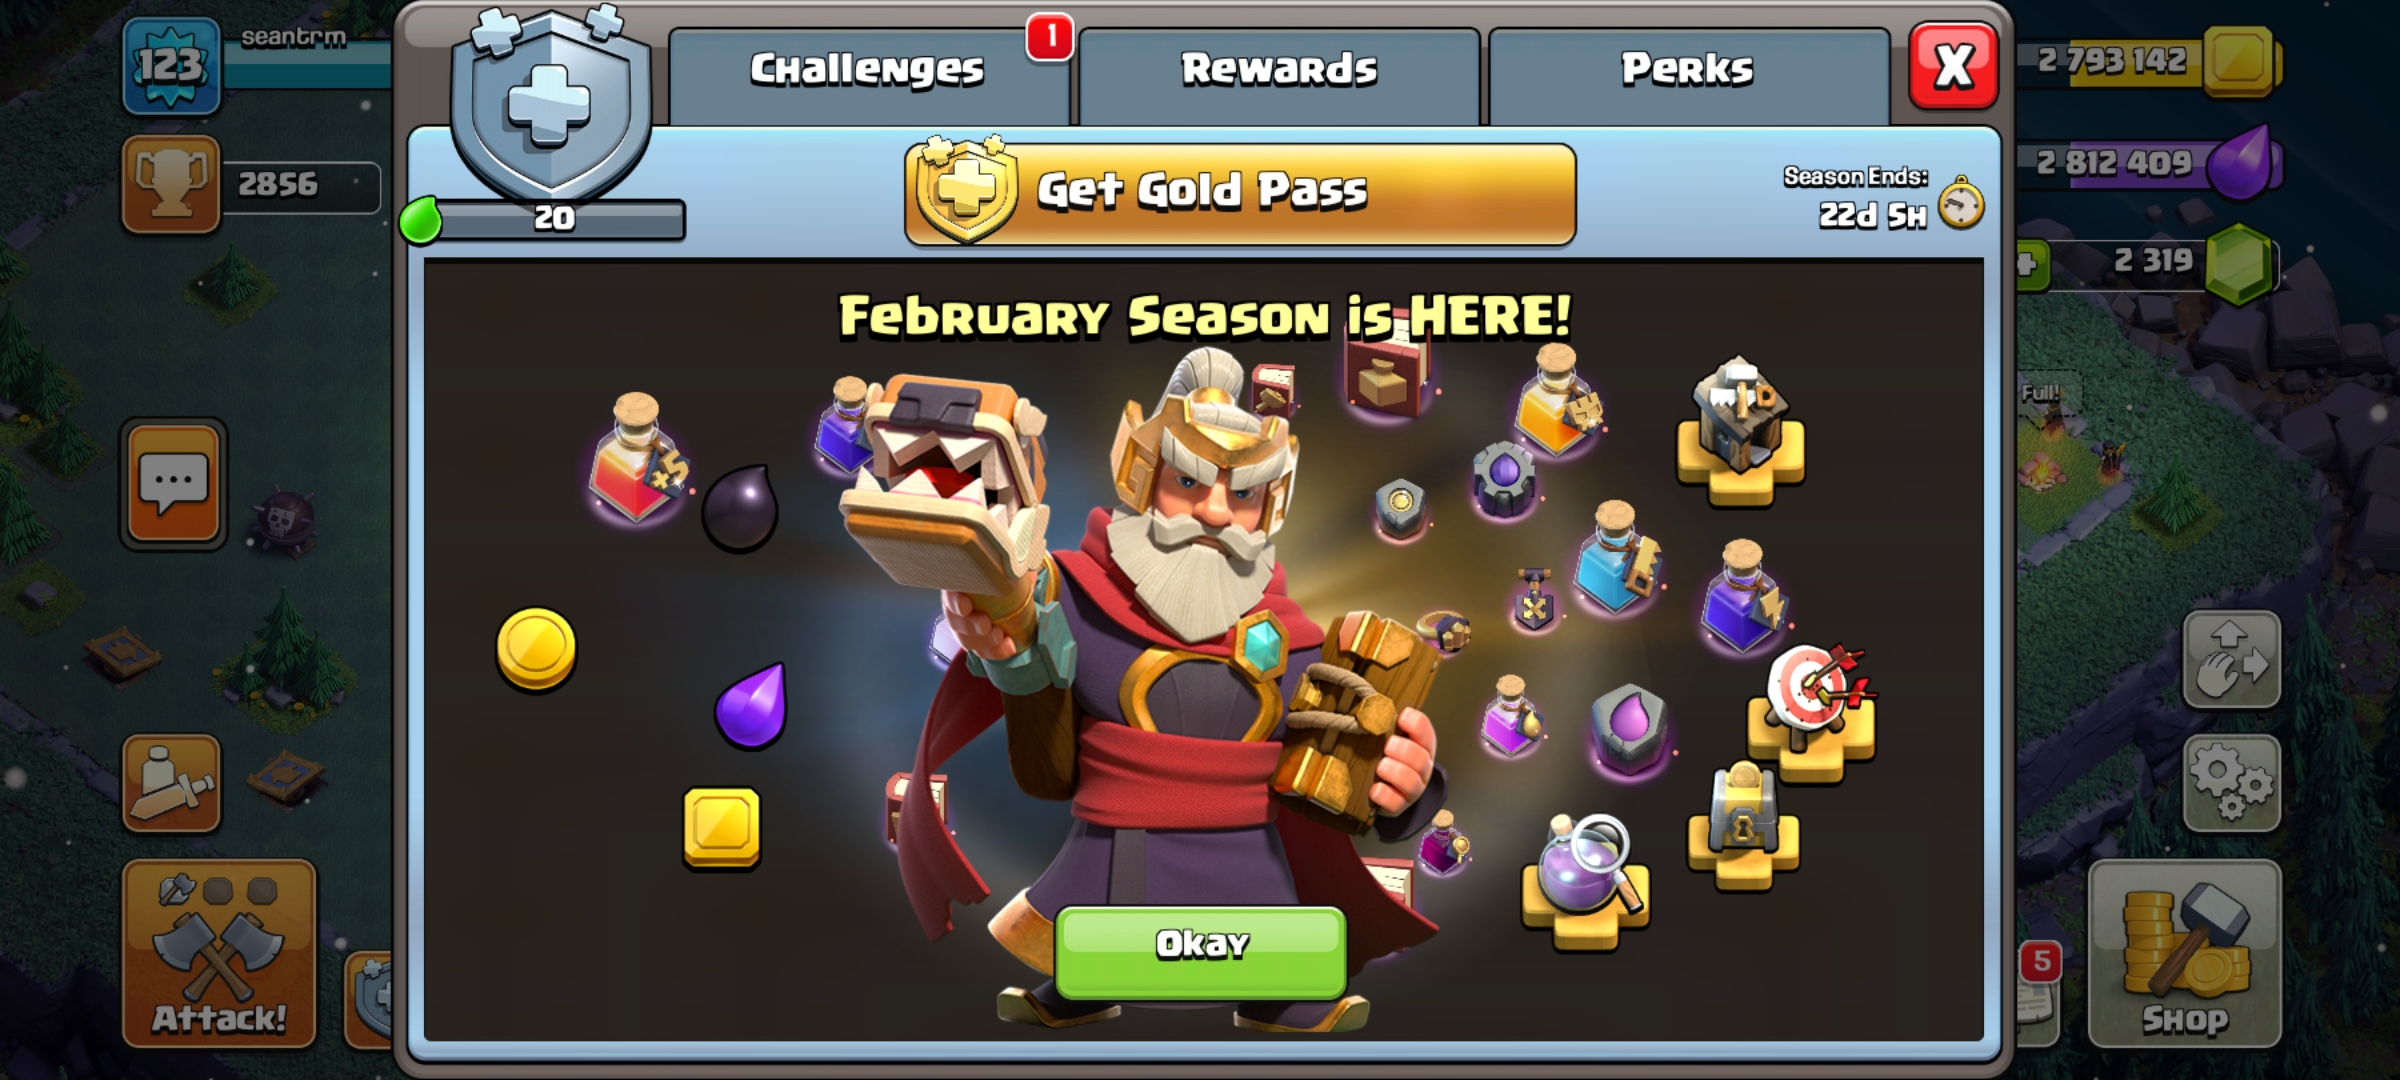 123
seantrm
2856
Challenges
1
Rewards
Perks
X
2 793 142
2 812 409
2 319
20
Get Gold Pass
Season Ends:
22d 5H
February Season is HERE!
+5
Full!
Okay
Attack!
5
Shop